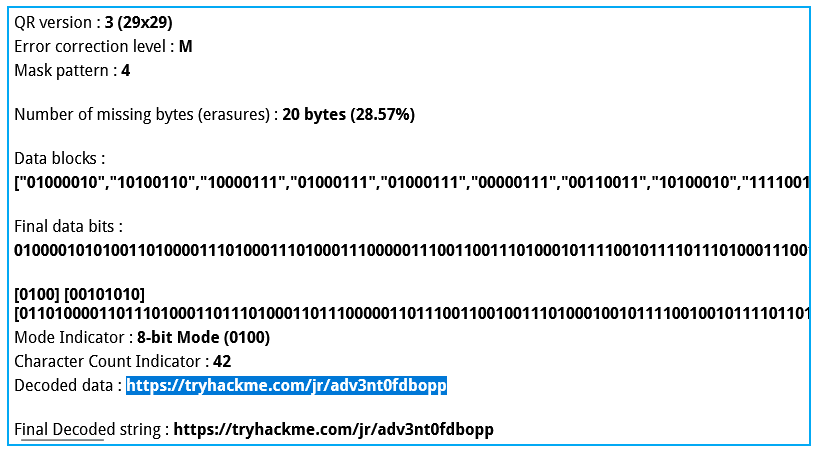 QR version : 3 (29x29)
Error correction level : M
Mask pattern : 4
Number of missing bytes (erasures) : 20 bytes (28.57%)
Data blocks :
["01000010","10100110","10000111","01000111","01000111","00000111","00110011","10100010","1111001
Final data bits :
0100001010100110100001110100011101000111000001110011001110100010111100101111011101000111001
[0100] [00101010]
[011010000110111010001101110100011011100000110111001100100111010001001011110010010111101101
Mode Indicator : 8-bit Mode (0100)
Character Count Indicator : 42
Decoded data : https://tryhackme.com/jr/adv3nt0fdbopp
Final Decoded string : https://tryhackme.com/jr/adv3nt0fdbopp